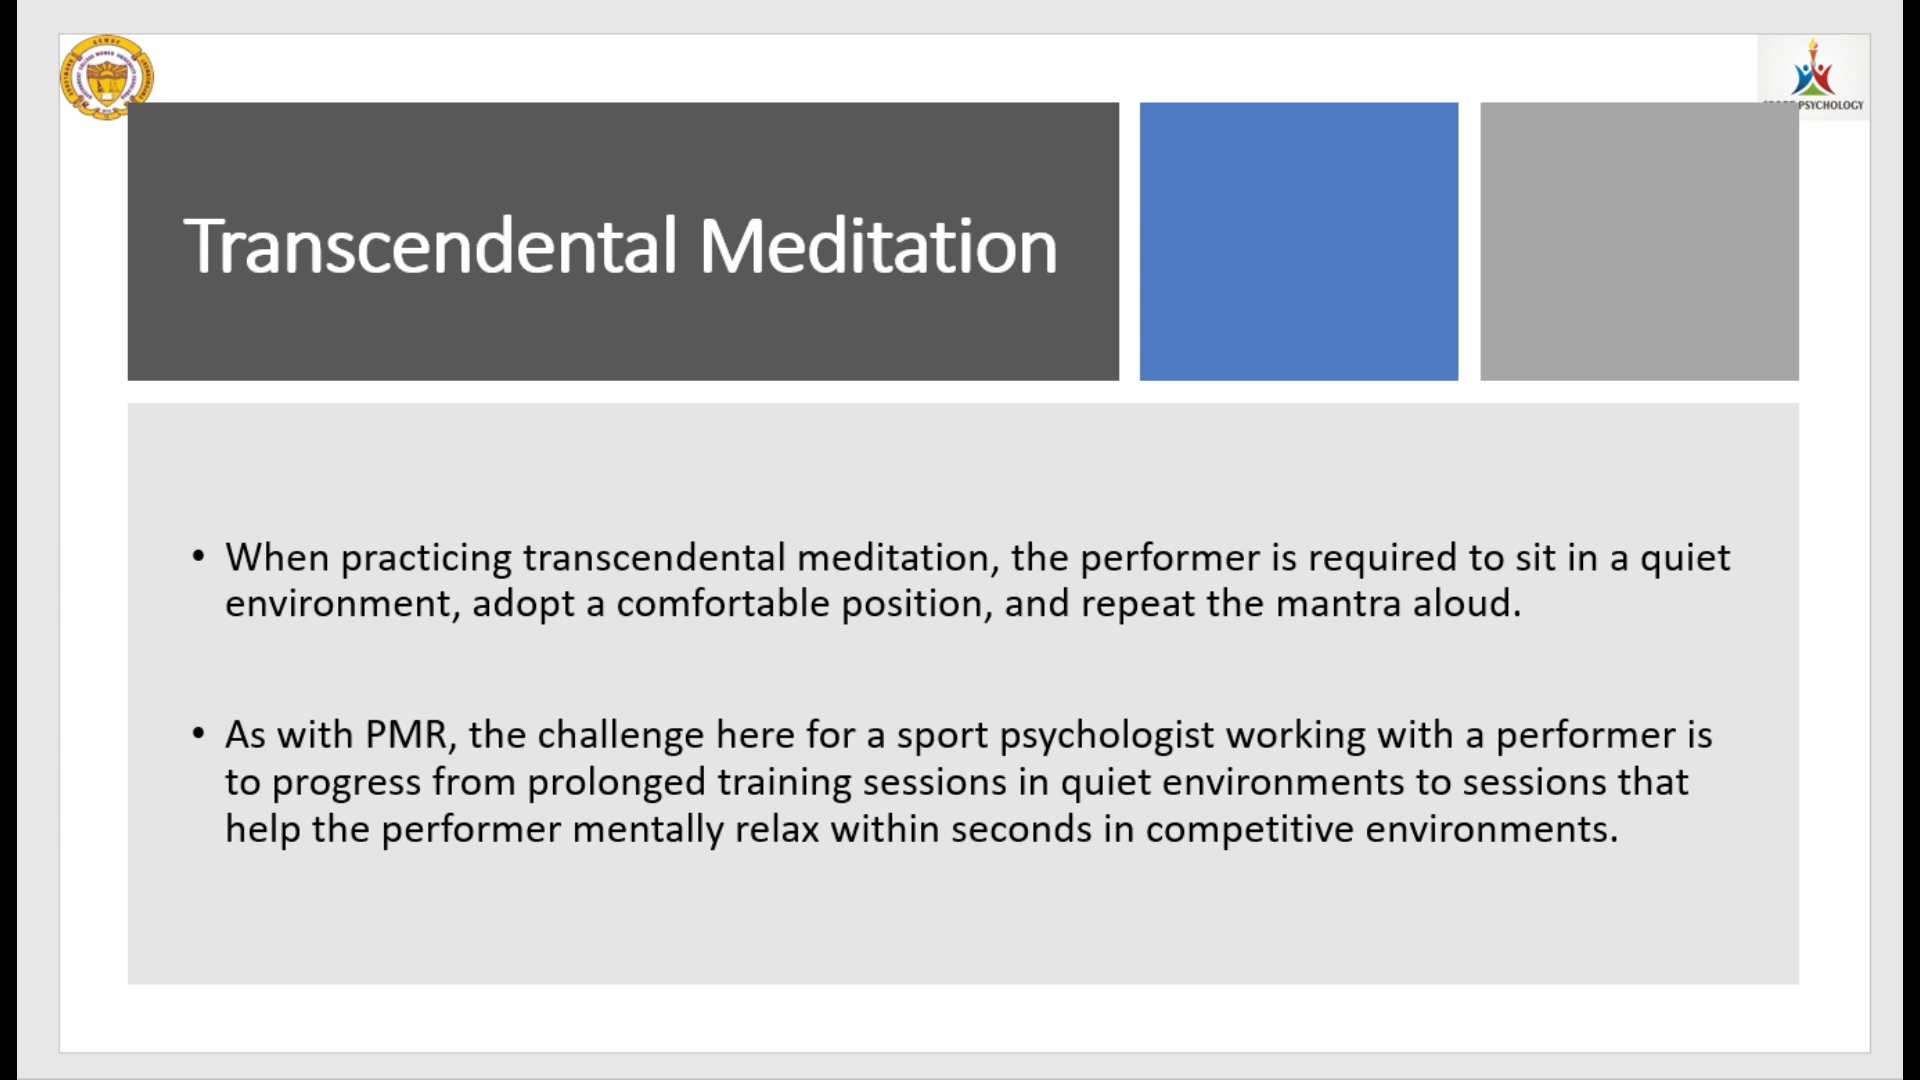 PSYCHOLOGY
Transcendental Meditation
• When practicing transcendental meditation, the performer is required to sit in a quiet
environment, adopt a comfortable position, and repeat the mantra aloud.
• As with PMR, the challenge here for a sport psychologist working with a performer is
to progress from prolonged training sessions in quiet environments to sessions that
help the performer mentally relax within seconds in competitive environments.